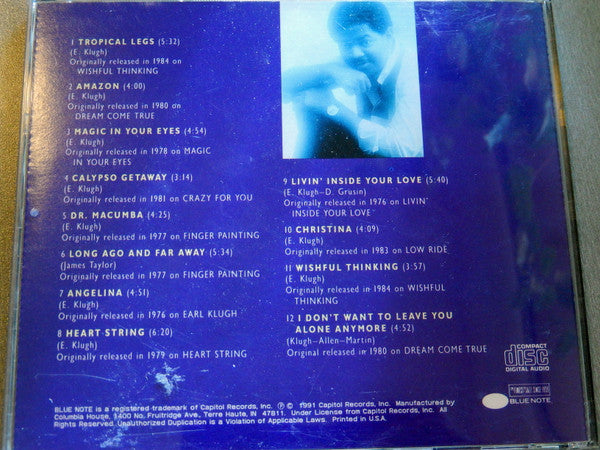 1 TROPICAL LEGS (5:32)
(E. Klugh)
Originally released in 1984 on
WISHFUL THINKING
2 AMAZON (4:00)
(E. Klugh)
Originally released in 1980 on
DREAM COME TRUE
3 MAGIC IN YOUR EYES (4:54)
(E. Klugh)
Originally released in 1978 on MAGIC
IN YOUR EYES
4 CALYPSO GETAWAY (3:14)
(E. Klugh)
Originally released in 1981 on CRAZY FOR YOU
5 DR. MACUMBA (4:25)
(E. Klugh)
Originally released in 1977 on FINGER PAINTING
6 LONG AGO AND FAR AWAY (5:34)
(James Taylor)
Originally released in 1977 on FINGER PAINTING
7 ANGELINA (4:51)
(E. Klugh)
Originally released in 1976 on EARL KLUGH
8 HEART STRING (6:20)
(E. Klugh)
Originally released in 1979 on HEART STRING
9 LIVIN' INSIDE YOUR LOVE (5:40)
(E. Klugh–D. Grusin)
Originally released in 1976 on LIVIN'
INSIDE YOUR LOVE
10 CHRISTINA (4:09)
(E. Klugh)
Originally released in 1983 on LOW RIDE
11 WISHFUL THINKING (3:57)
(E. Klugh)
Originally released in 1984 on WISHFUL
THINKING
12 I DON'T WANT TO LEAVE YOU
ALONE ANYMORE (4:52)
(Klugh–Allen–Martin)
Original released in 1980 on DREAM COME TRUE
COMPACT
disc
DIGITAL AUDIO
BLUE NOTE
BLUE NOTE is a registered trademark of Capitol Records, Inc. ℗ © 1991 Capitol Records, Inc. Manufactured by
Columbia House, 1400 No. Fruitridge Ave., Terre Haute, IN 47811. Under License from Capitol Records, Inc. All
Rights Reserved. Unauthorized Duplication is a Violation of Applicable Laws. Printed in U.S.A.